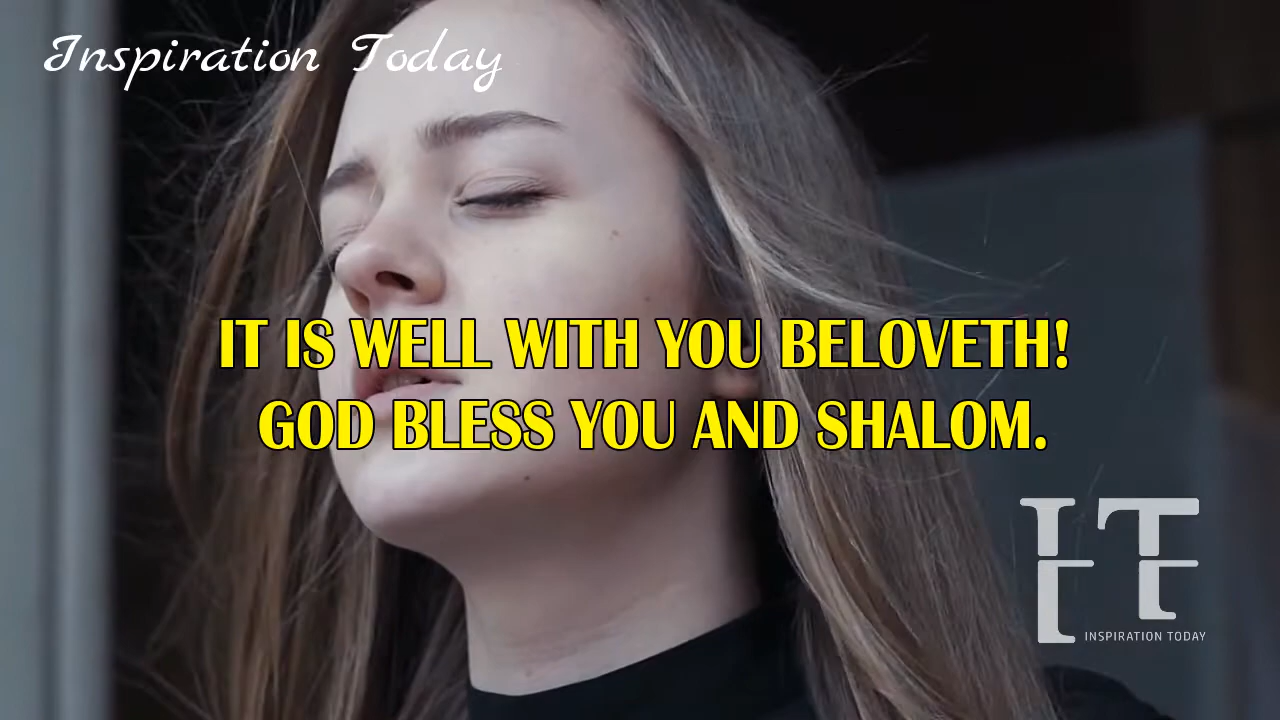 Inspiration Today
IT IS WELL WITH YOU BELOVETH!
GOD BLESS YOU AND SHALOM.
IT
INSPIRATION TODAY